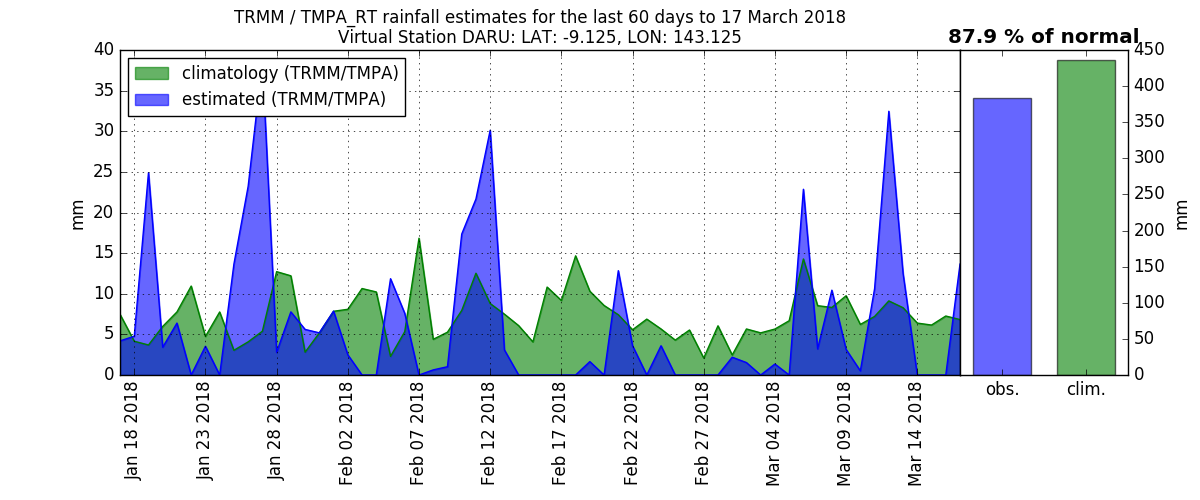 TRMM / TMPA_RT rainfall estimates for the last 60 days to 17 March 2018
Virtual Station DARU: LAT: -9.125, LON: 143.125
87.9 % of normal
climatology (TRMM/TMPA)
estimated (TRMM/TMPA)
40
35
30
25
20
15
10
5
0
mm
Jan 18 2018
Jan 23 2018
Jan 28 2018
Feb 02 2018
Feb 07 2018
Feb 12 2018
Feb 17 2018
Feb 22 2018
Feb 27 2018
Mar 04 2018
Mar 09 2018
Mar 14 2018
450
400
350
300
250
200
150
100
50
0
mm
obs.
clim.